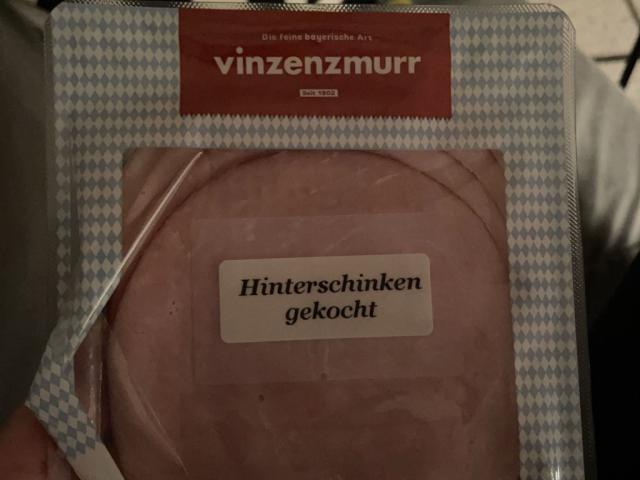 Die feine bayerische Art
vinzenzmurr
Seit 1902
Hinterschinken
gekocht